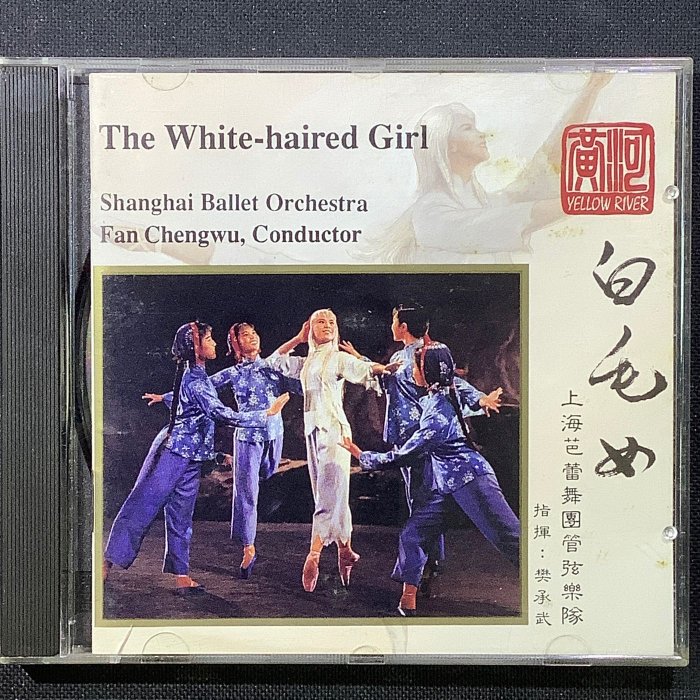 The White-haired Girl
Shanghai Ballet Orchestra
Fan Chengwu, Conductor
黃河
YELLOW RIVER
白毛女
上海芭蕾舞團管弦樂隊
指揮：樊承武